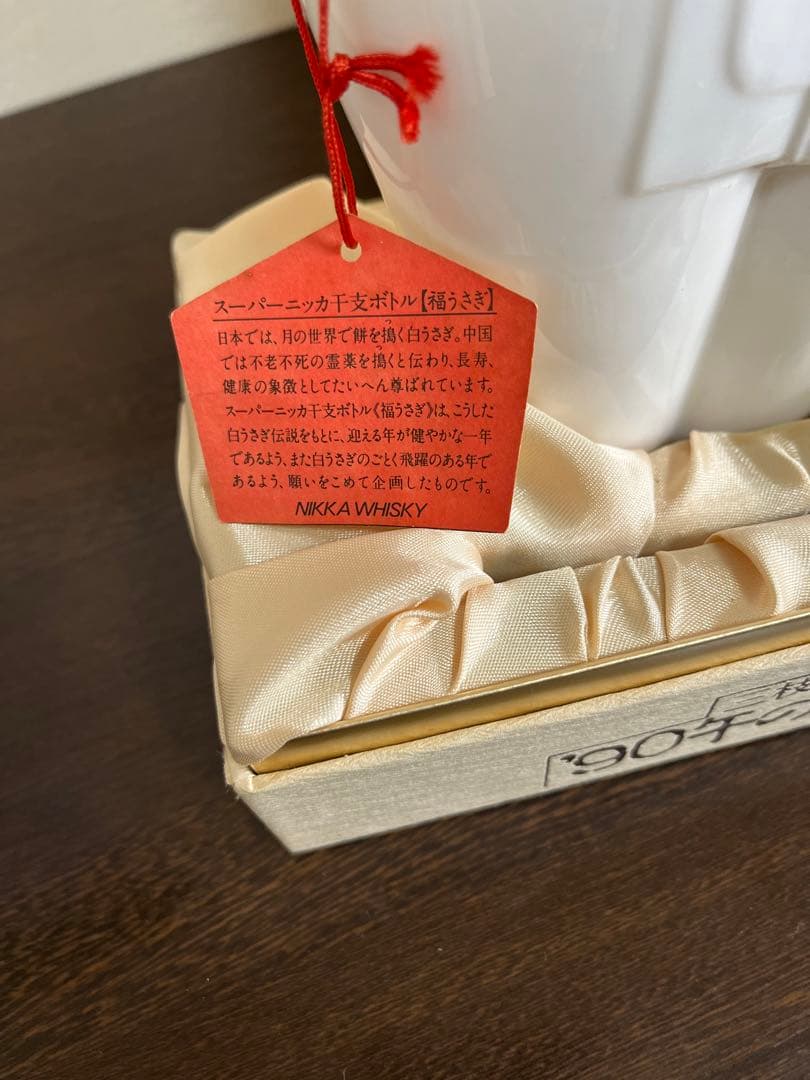 スーパーニッカ干支ボトル【福うさぎ】
日本では、月の世界で餅を搗く白うさぎ。中国
では不老不死の霊薬を搗くと伝わり、長寿、
健康の象徴としてたいへん尊ばれています。
スーパーニッカ干支ボトル《福うさぎ》は、こうした
白うさぎ伝説をもとに、迎える年が健やかな一年
であるよう、また白うさぎのごとく飛躍のある年で
あるよう、願いをこめて企画したものです。
NIKKA WHISKY
'90午の